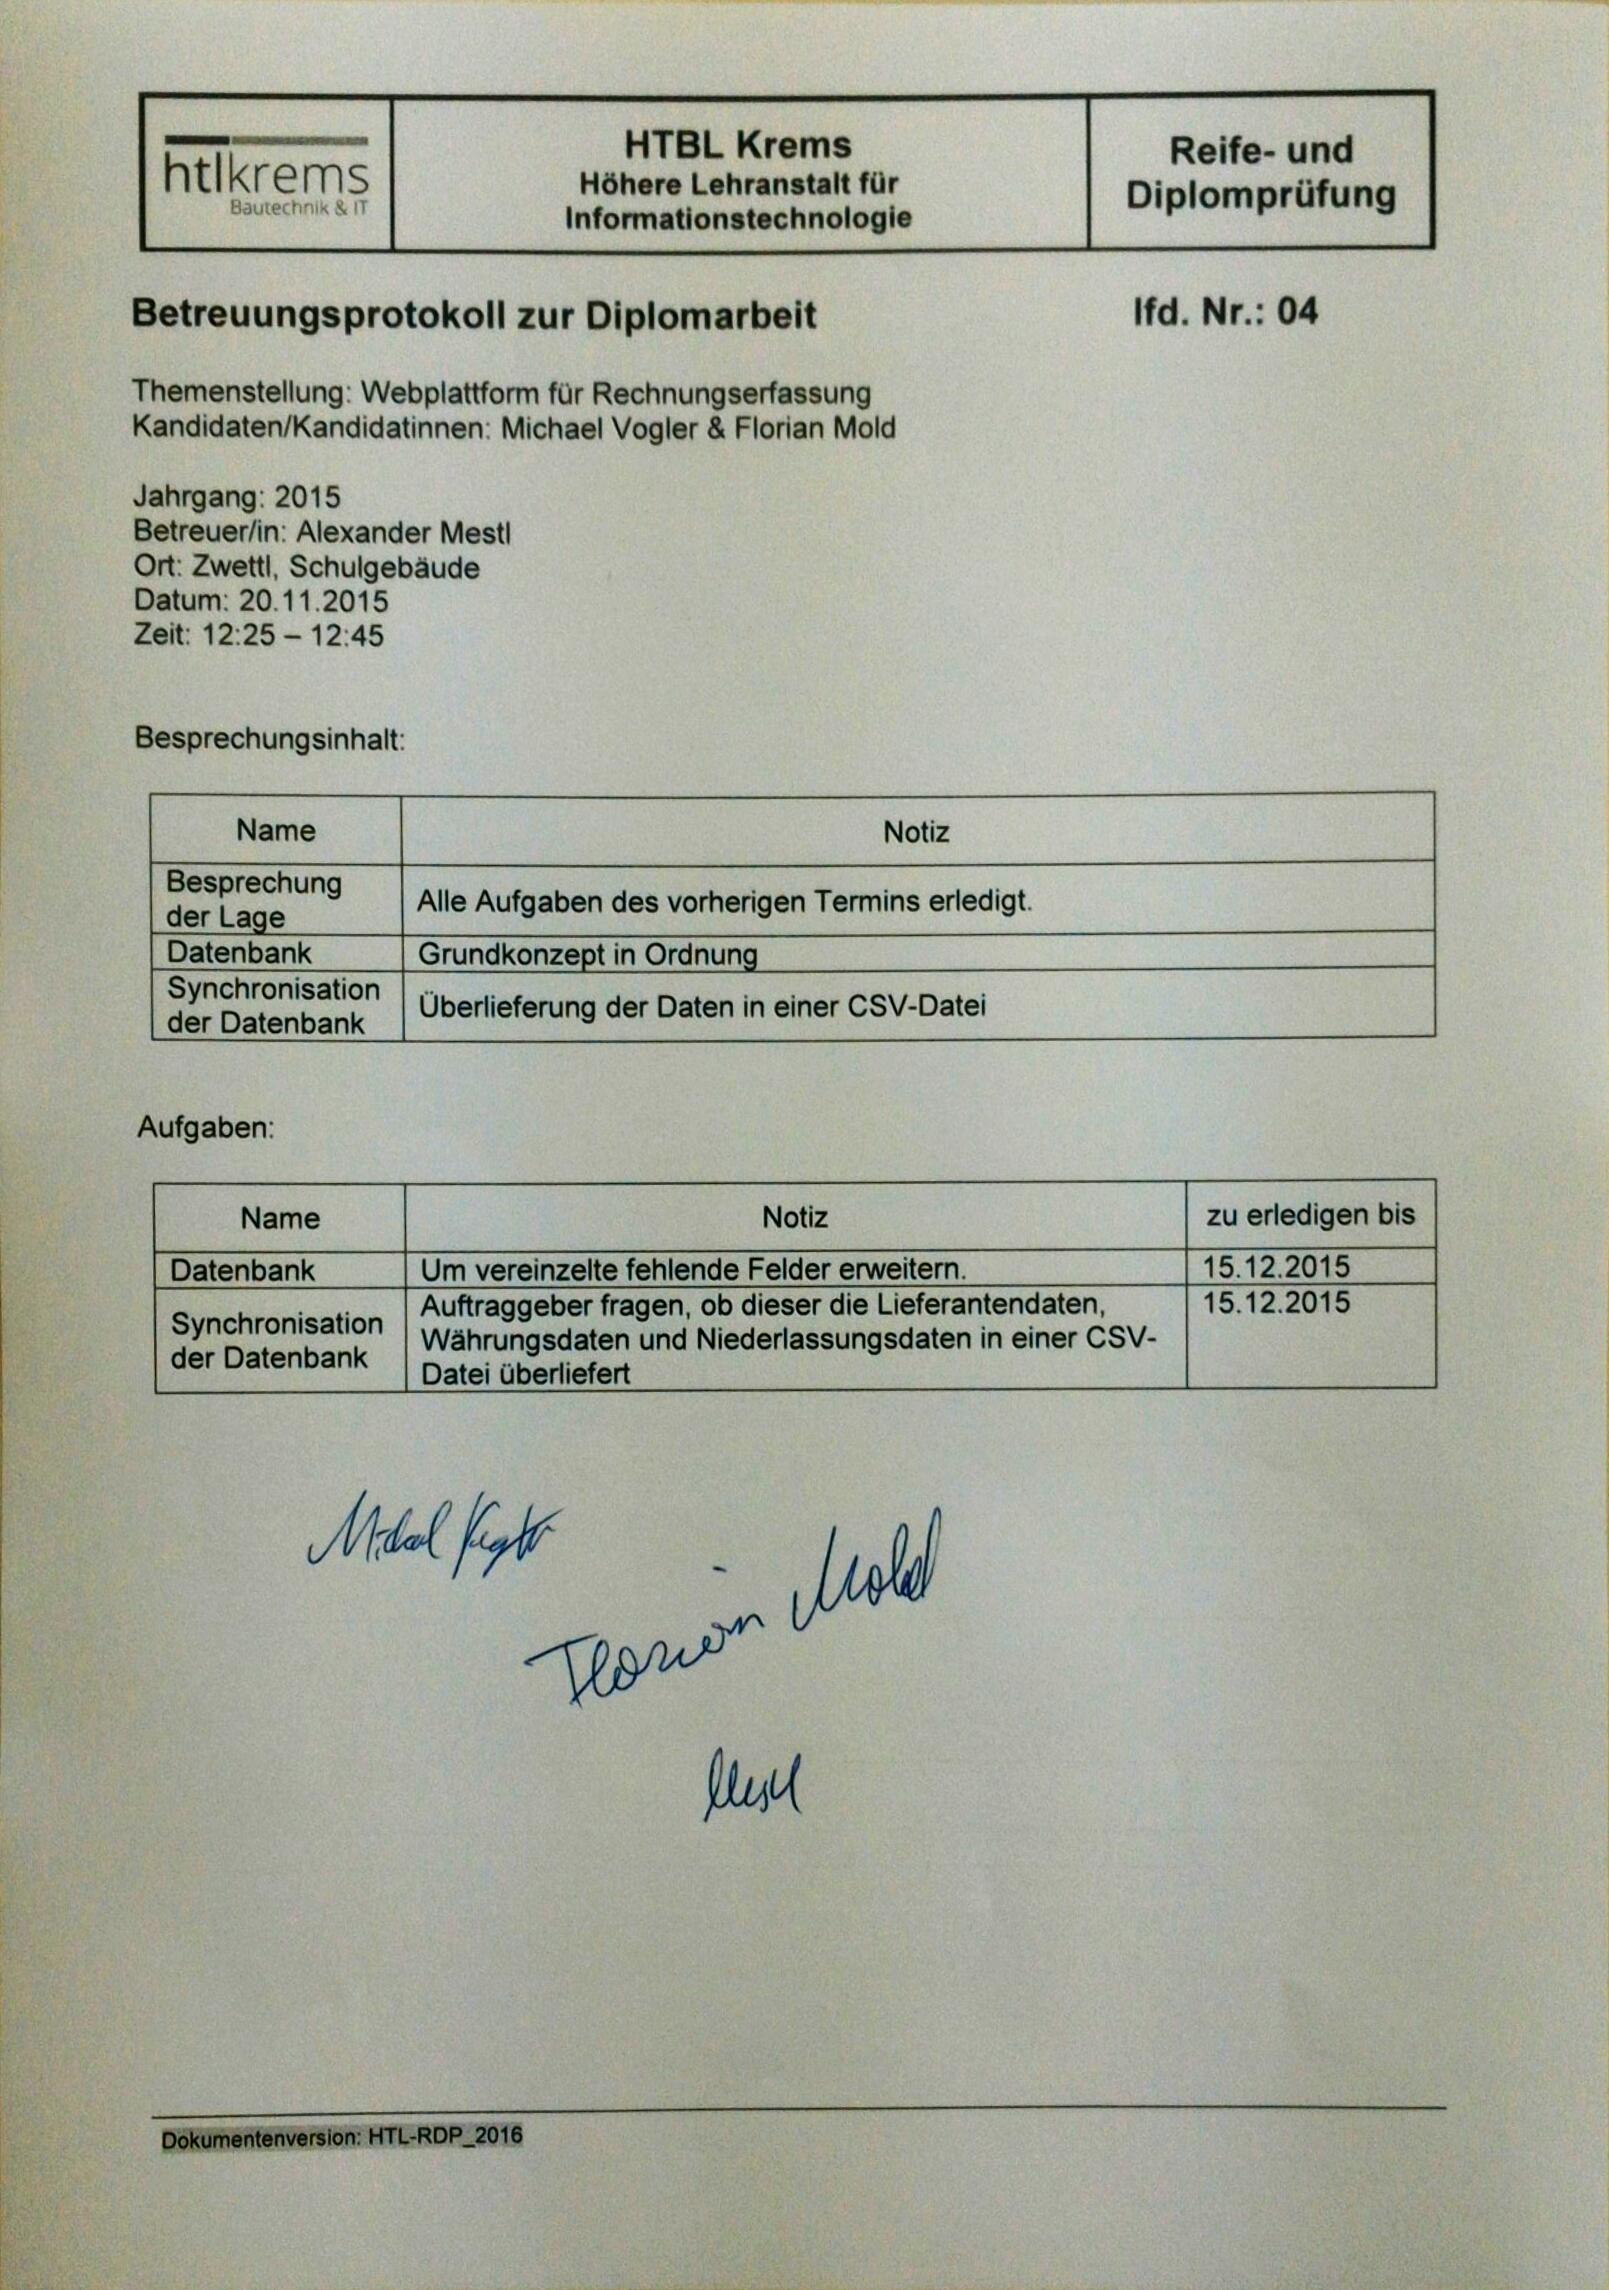 htlkrems
Bautechnik & IT
HTBL Krems
Höhere Lehranstalt für
Informationstechnologie
Reife- und
Diplomprüfung
Betreuungsprotokoll zur Diplomarbeit
lfd. Nr.: 04
Themenstellung: Webplattform für Rechnungserfassung
Kandidaten/Kandidatinnen: Michael Vogler & Florian Mold
Jahrgang: 2015
Betreuer/in: Alexander Mestl
Ort: Zwettl, Schulgebäude
Datum: 20.11.2015
Zeit: 12:25 – 12:45
Besprechungsinhalt:
Name
Notiz
Besprechung
der Lage
Alle Aufgaben des vorherigen Termins erledigt.
Datenbank
Grundkonzept in Ordnung
Synchronisation
der Datenbank
Überlieferung der Daten in einer CSV-Datei
Aufgaben:
Name
Notiz
zu erledigen bis
Datenbank
Um vereinzelte fehlende Felder erweitern.
15.12.2015
Synchronisation
der Datenbank
Auftraggeber fragen, ob dieser die Lieferantendaten,
Währungsdaten und Niederlassungsdaten in einer CSV-
Datei überliefert
15.12.2015
Florian Mold
Mestl
Dokumentenversion: HTL-RDP_2016